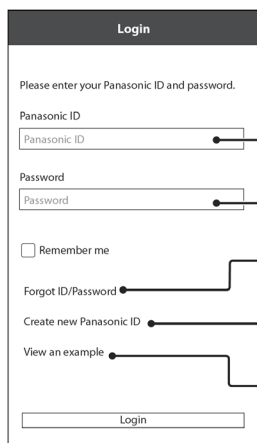 Login
Please enter your Panasonic ID and password.
Panasonic ID
Panasonic ID
Password
Password
Remember me
Forgot ID/Password
Create new Panasonic ID
View an example
Login